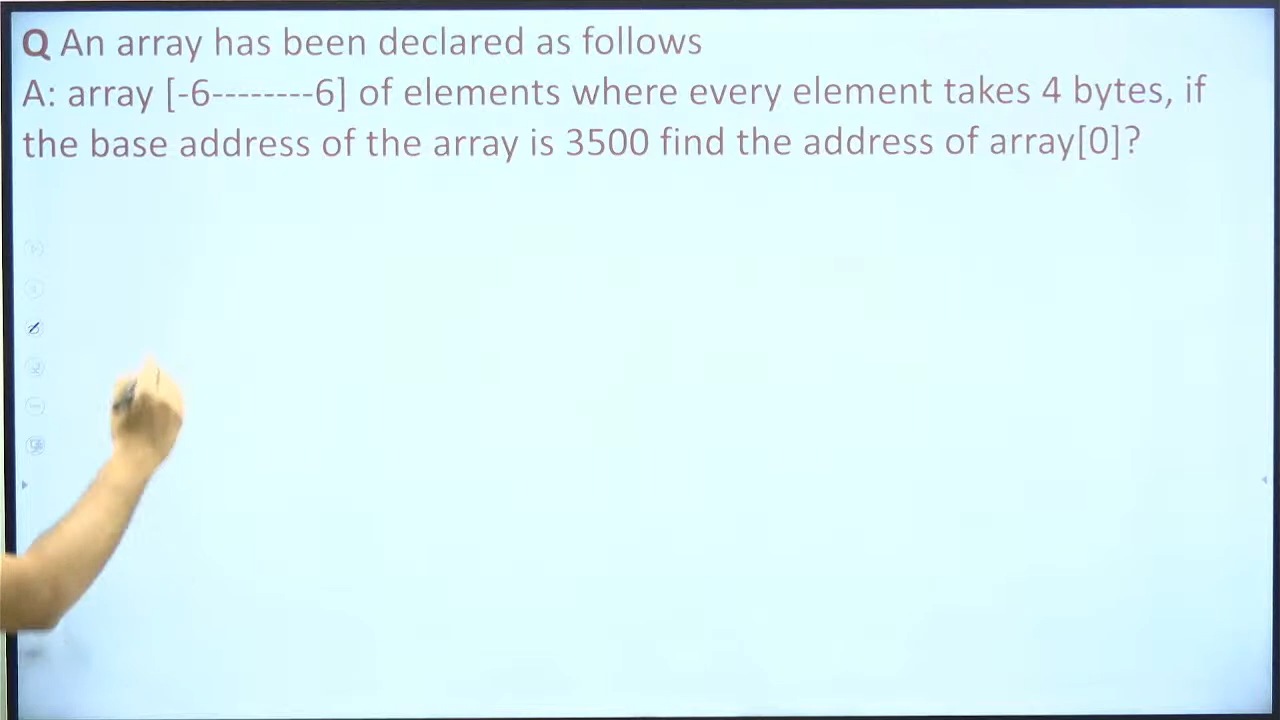 Q An array has been declared as follows
A: array [-6--------6] of elements where every element takes 4 bytes, if
the base address of the array is 3500 find the address of array[0]?